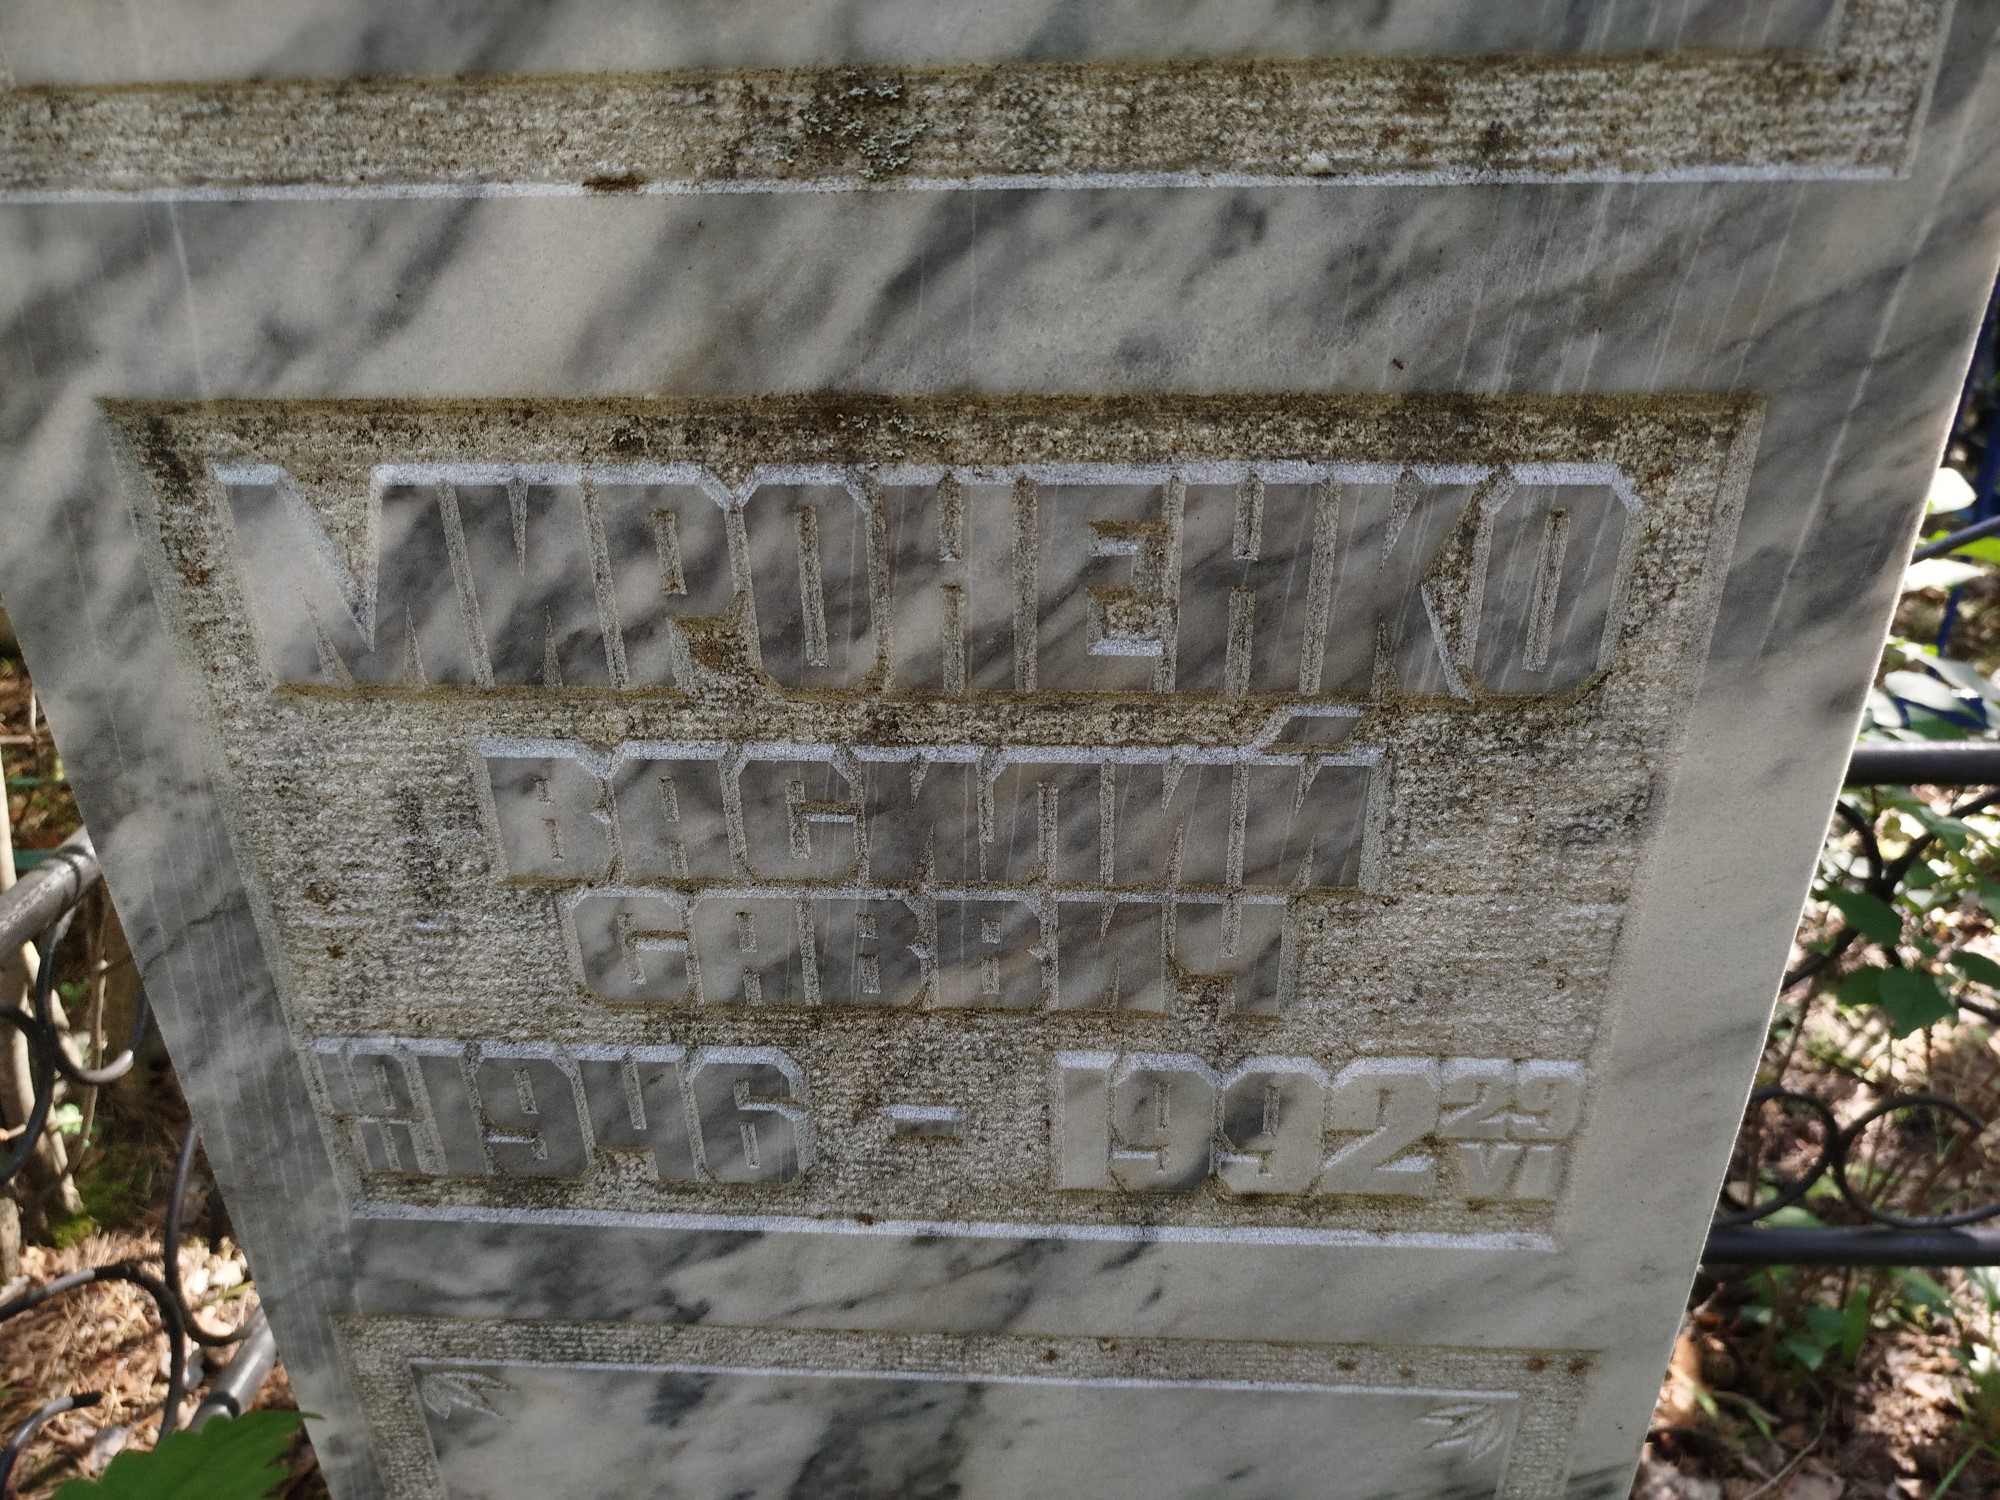 МИРОНЕНКО
ВАСИЛИЙ
САВВИЧ
1946 - 1992 29
VI